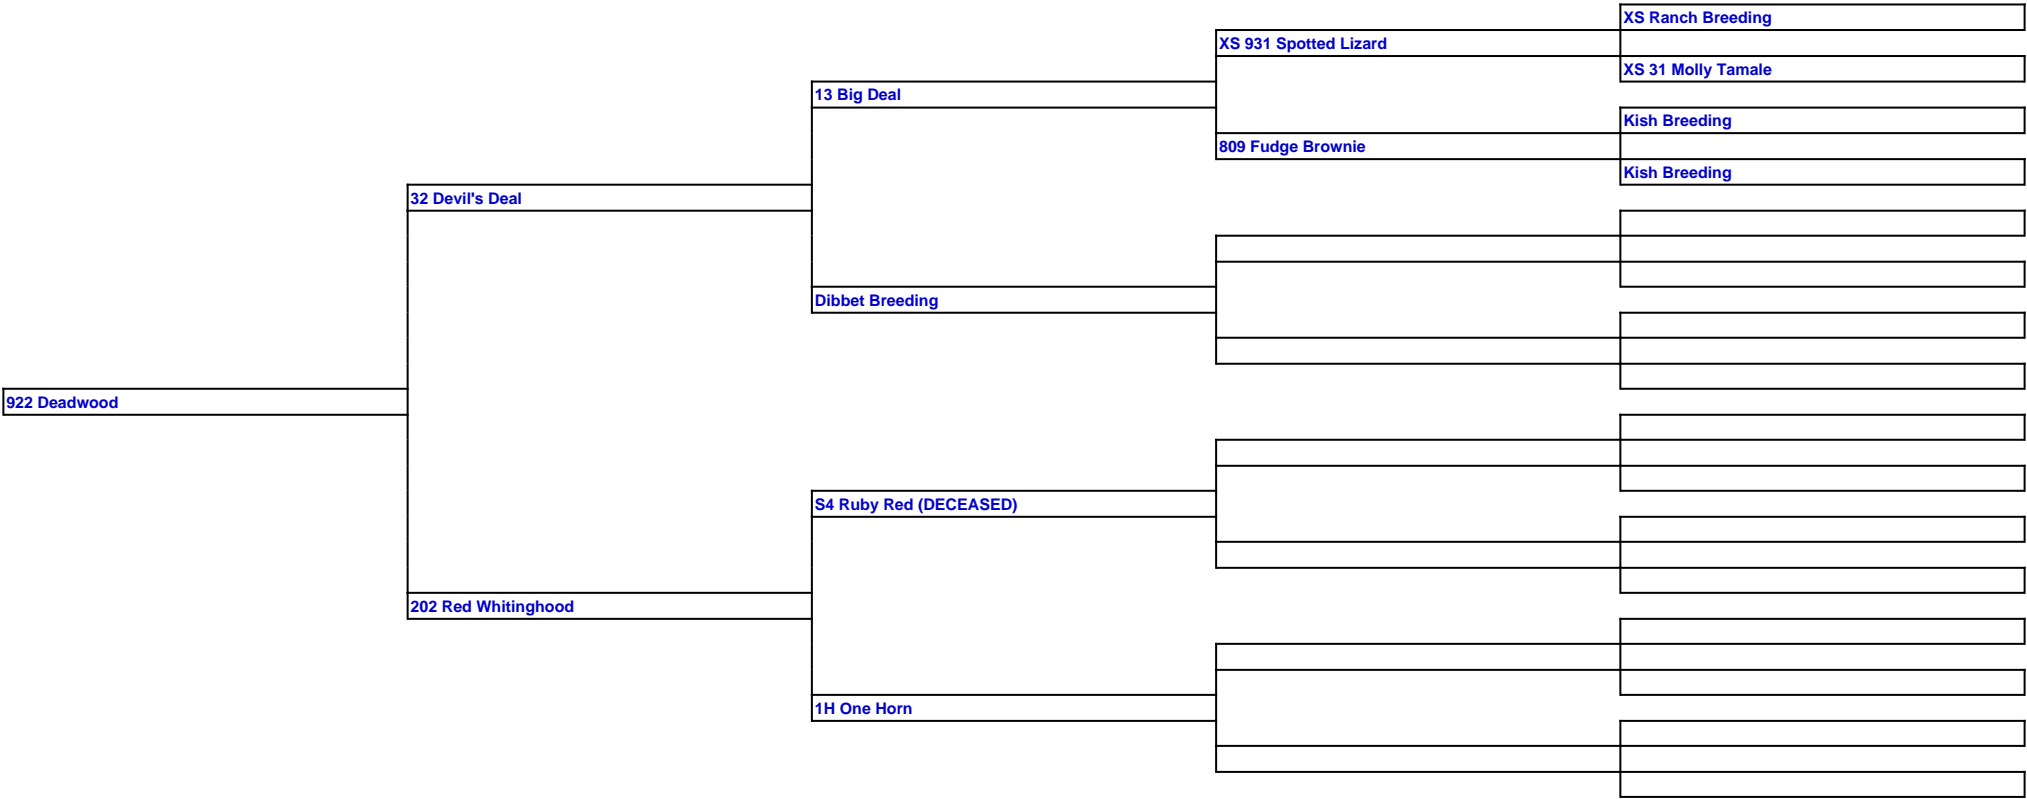 XS Ranch Breeding
XS 931 Spotted Lizard
XS 31 Molly Tamale
13 Big Deal
Kish Breeding
809 Fudge Brownie
Kish Breeding
32 Devil's Deal
Dibbet Breeding
922 Deadwood
S4 Ruby Red (DECEASED)
202 Red Whitinghood
1H One Horn